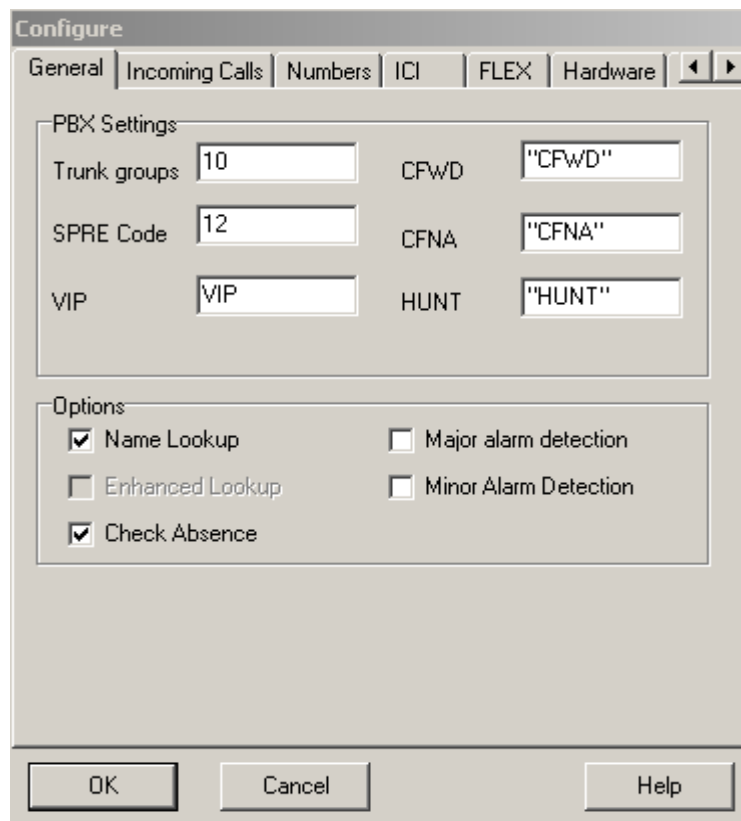 Configure
General Incoming Calls Numbers ICI FLEX Hardware
PBX Settings
Trunk groups 10 CFWD "CFWD"
SPRE Code 12 CFNA "CFNA"
VIP VIP HUNT "HUNT"
Options
Name Lookup Major alarm detection
Enhanced Lookup Minor Alarm Detection
Check Absence
OK Cancel Help